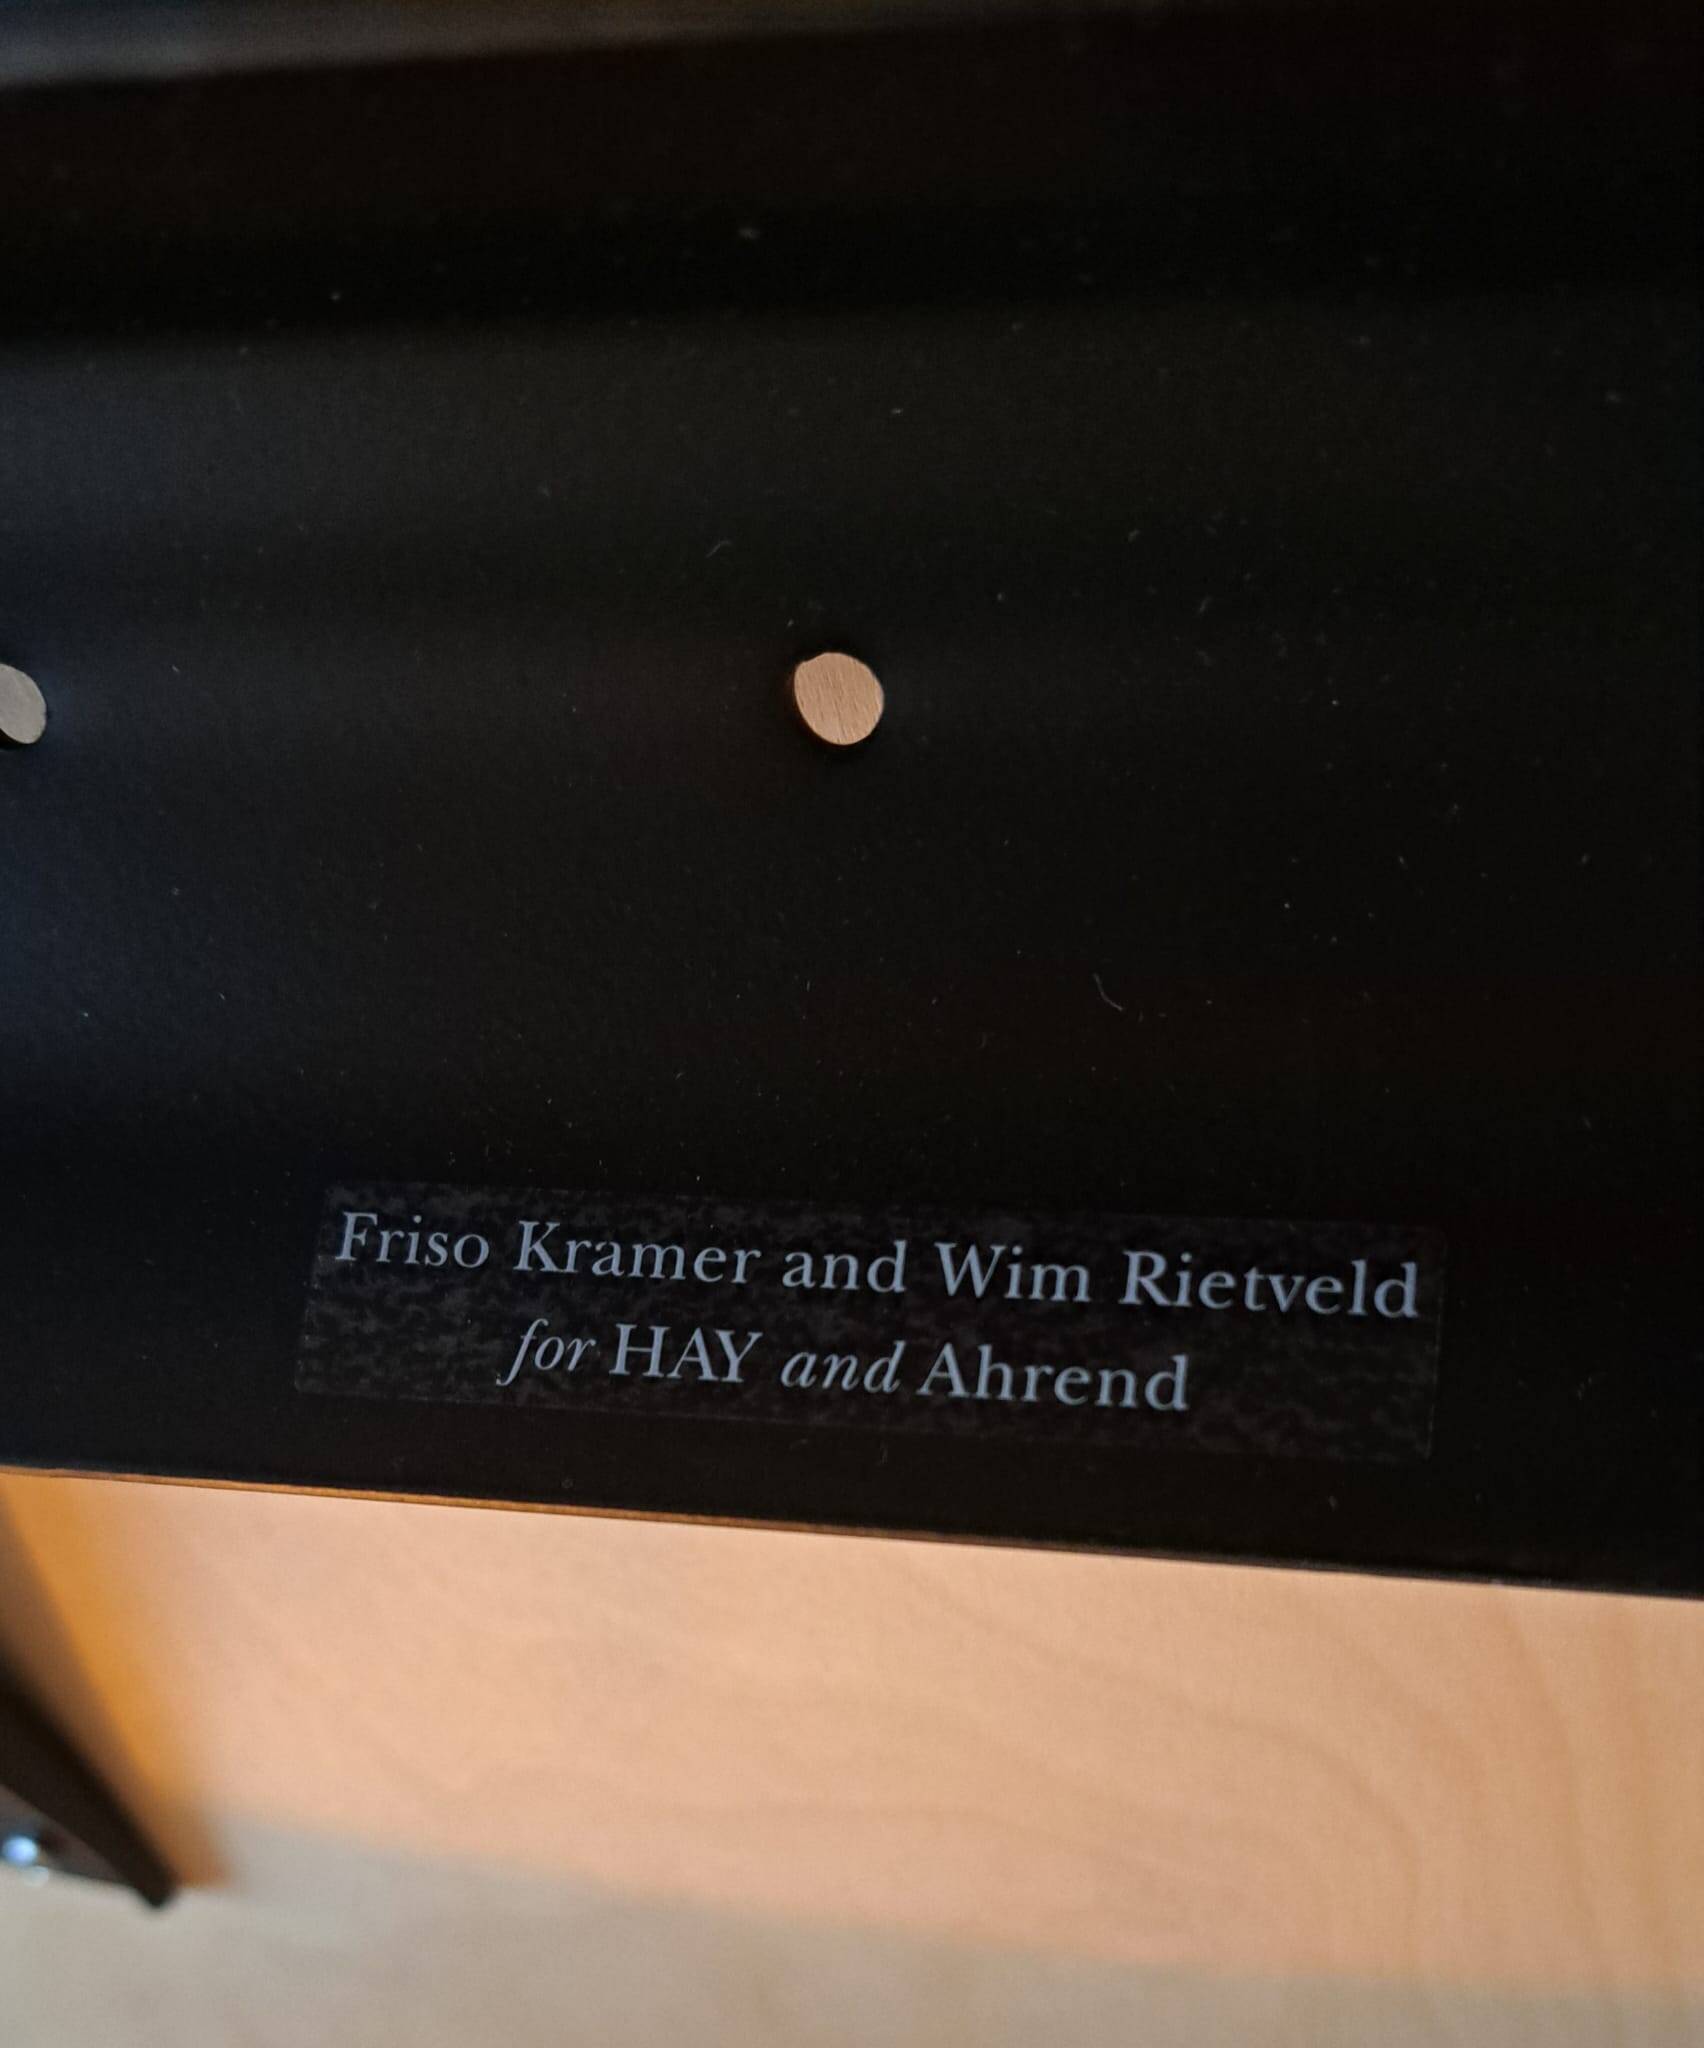 Friso Kramer and Wim Rietveld
for HAY and Ahrend